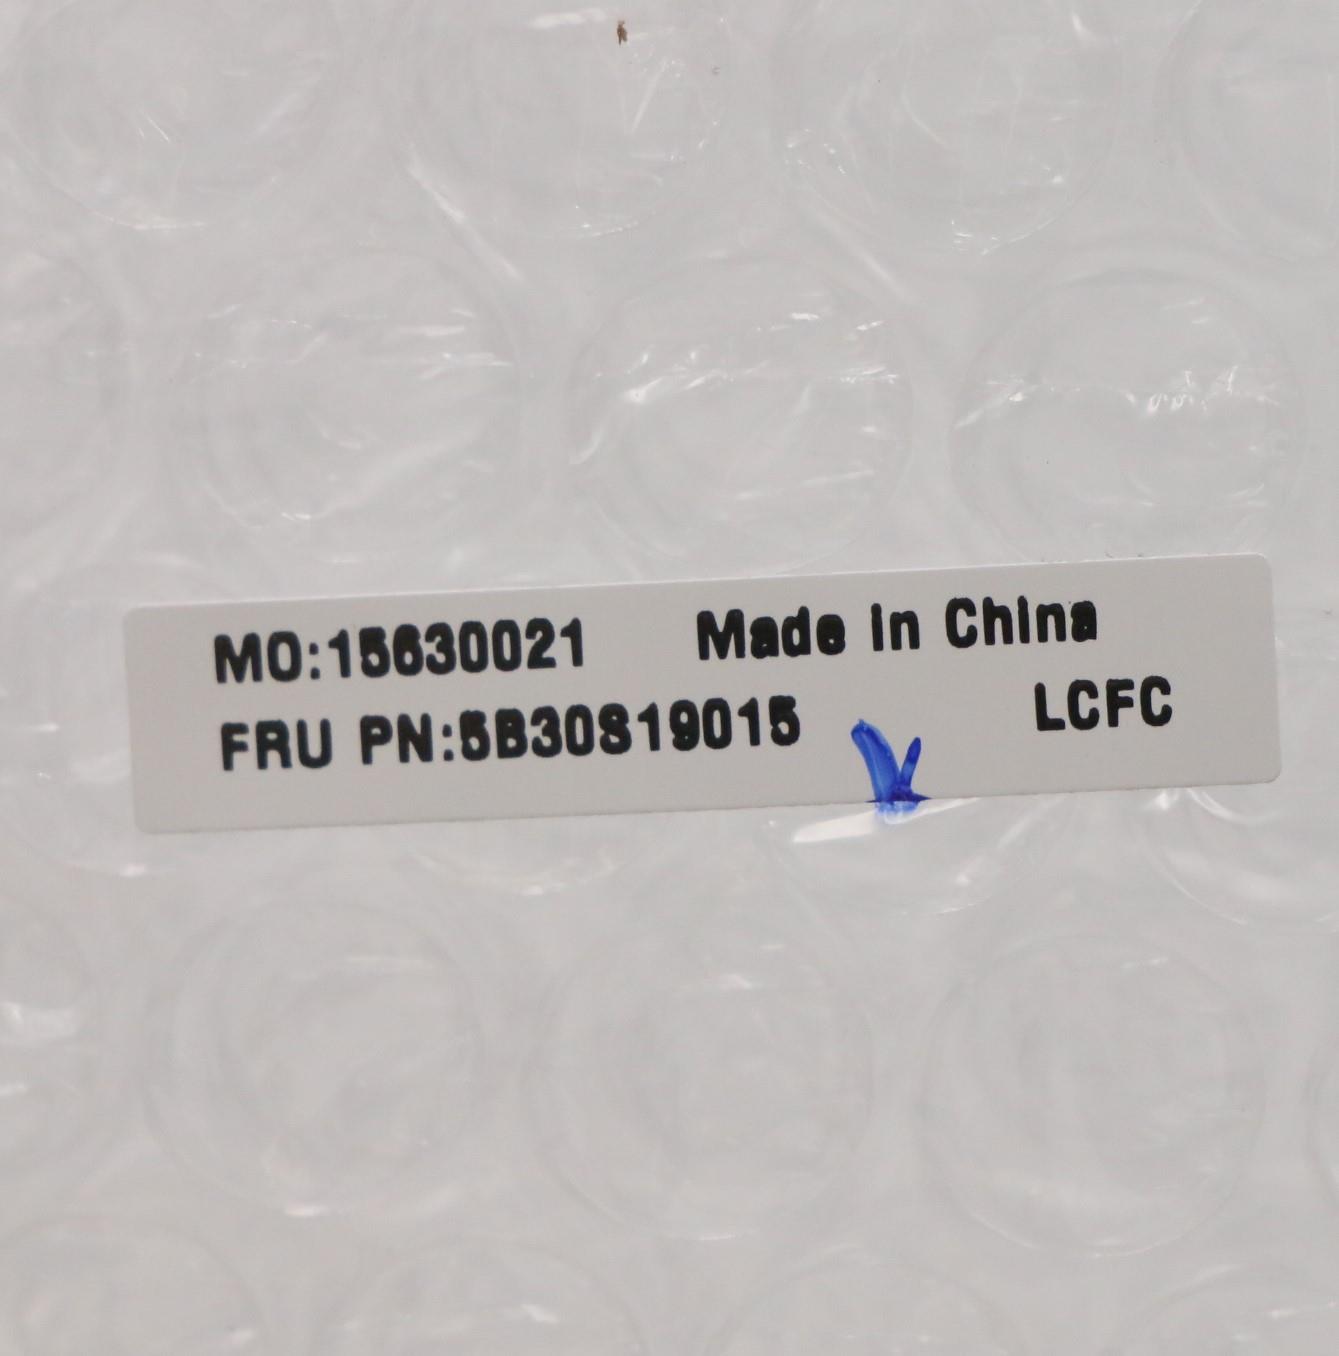 MO:15630021 Made in China
FRU PN:5B30S19015 LCFC